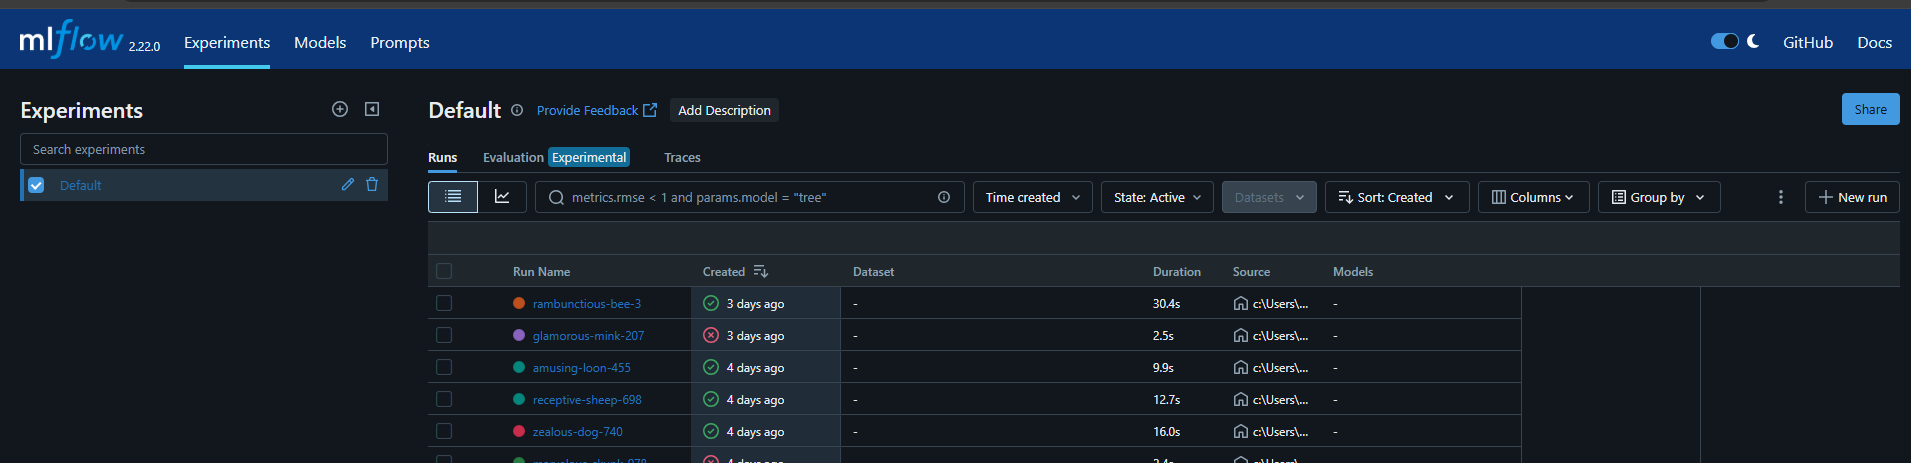 mlflow 2.22.0 Experiments Models Prompts GitHub Docs
Experiments
Search experiments
Default
Default Provide Feedback Add Description Share
Runs Evaluation Experimental Traces
metrics.rmse < 1 and params.model = "tree" Time created State: Active Datasets Sort: Created Columns Group by New run
Run Name Created Dataset Duration Source Models
rambunctious-bee-3 3 days ago - 30.4s c:\Users\... -
glamorous-mink-207 3 days ago - 2.5s c:\Users\... -
amusing-loon-455 4 days ago - 9.9s c:\Users\... -
receptive-sheep-698 4 days ago - 12.7s c:\Users\... -
zealous-dog-740 4 days ago - 16.0s c:\Users\... -
4 days ago c:\Users\...